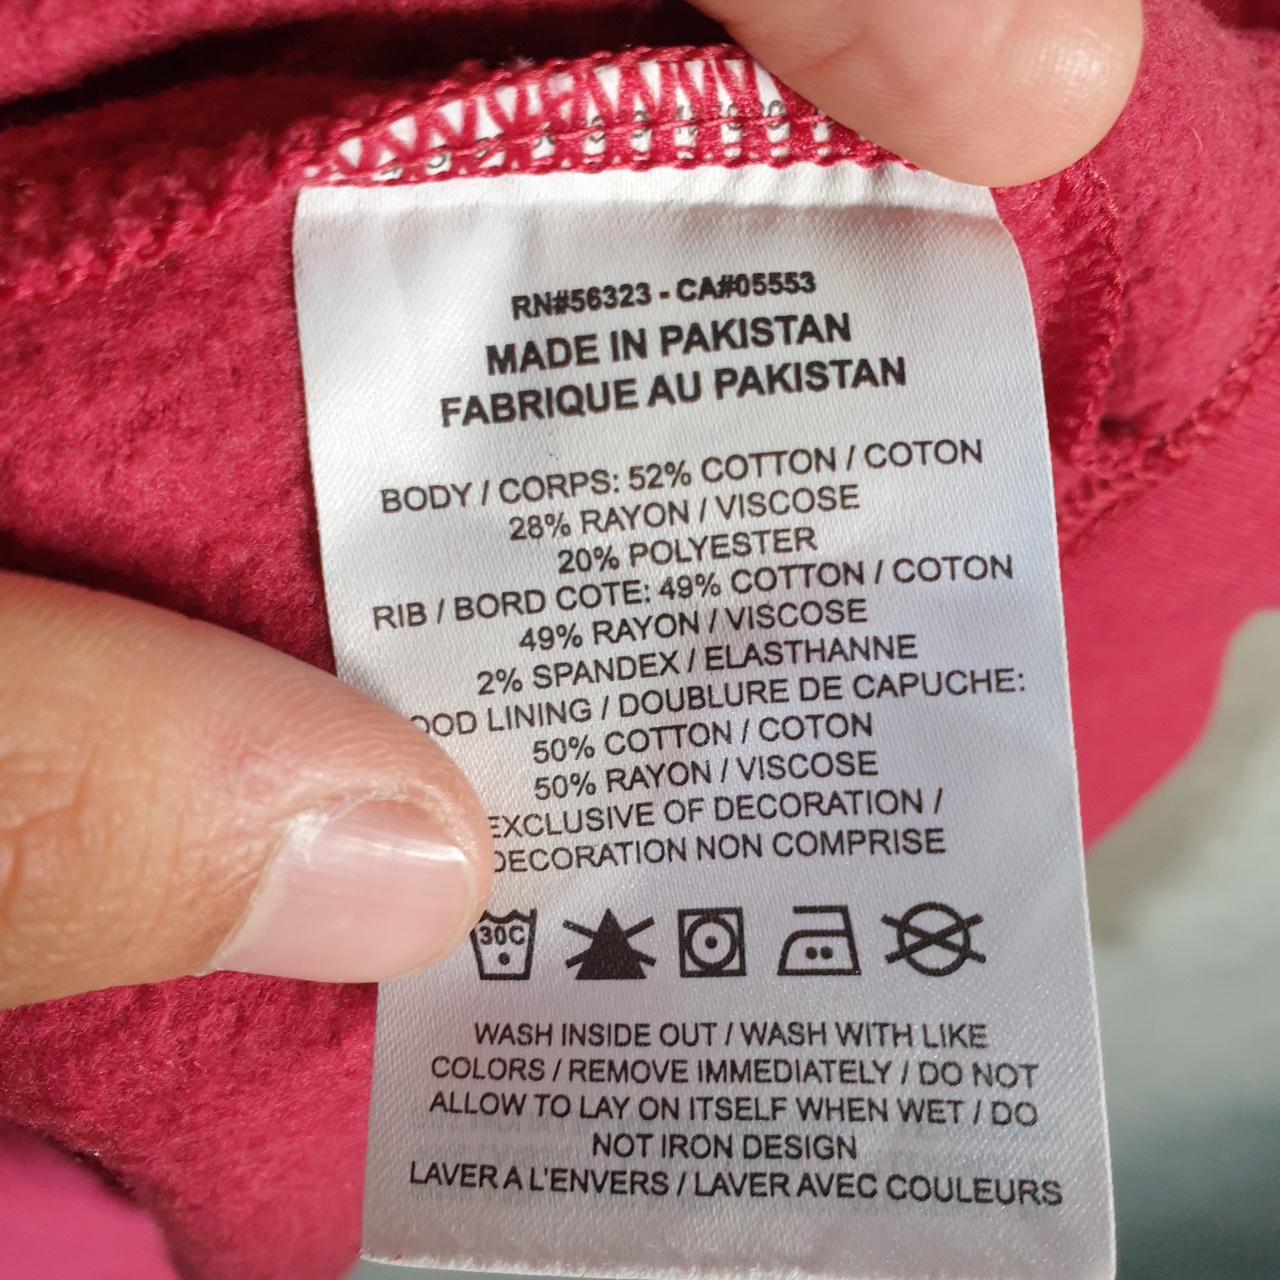 RN#56323 - CA#05553
MADE IN PAKISTAN
FABRIQUE AU PAKISTAN
BODY / CORPS: 52% COTTON / COTON
28% RAYON / VISCOSE
20% POLYESTER
RIB / BORD COTE: 49% COTTON / COTON
49% RAYON / VISCOSE
2% SPANDEX / ELASTHANNE
OOD LINING / DOUBLURE DE CAPUCHE:
50% COTTON / COTON
50% RAYON / VISCOSE
EXCLUSIVE OF DECORATION /
DECORATION NON COMPRISE
30C
WASH INSIDE OUT / WASH WITH LIKE
COLORS / REMOVE IMMEDIATELY / DO NOT
ALLOW TO LAY ON ITSELF WHEN WET / DO
NOT IRON DESIGN
LAVER A L'ENVERS / LAVER AVEC COULEURS